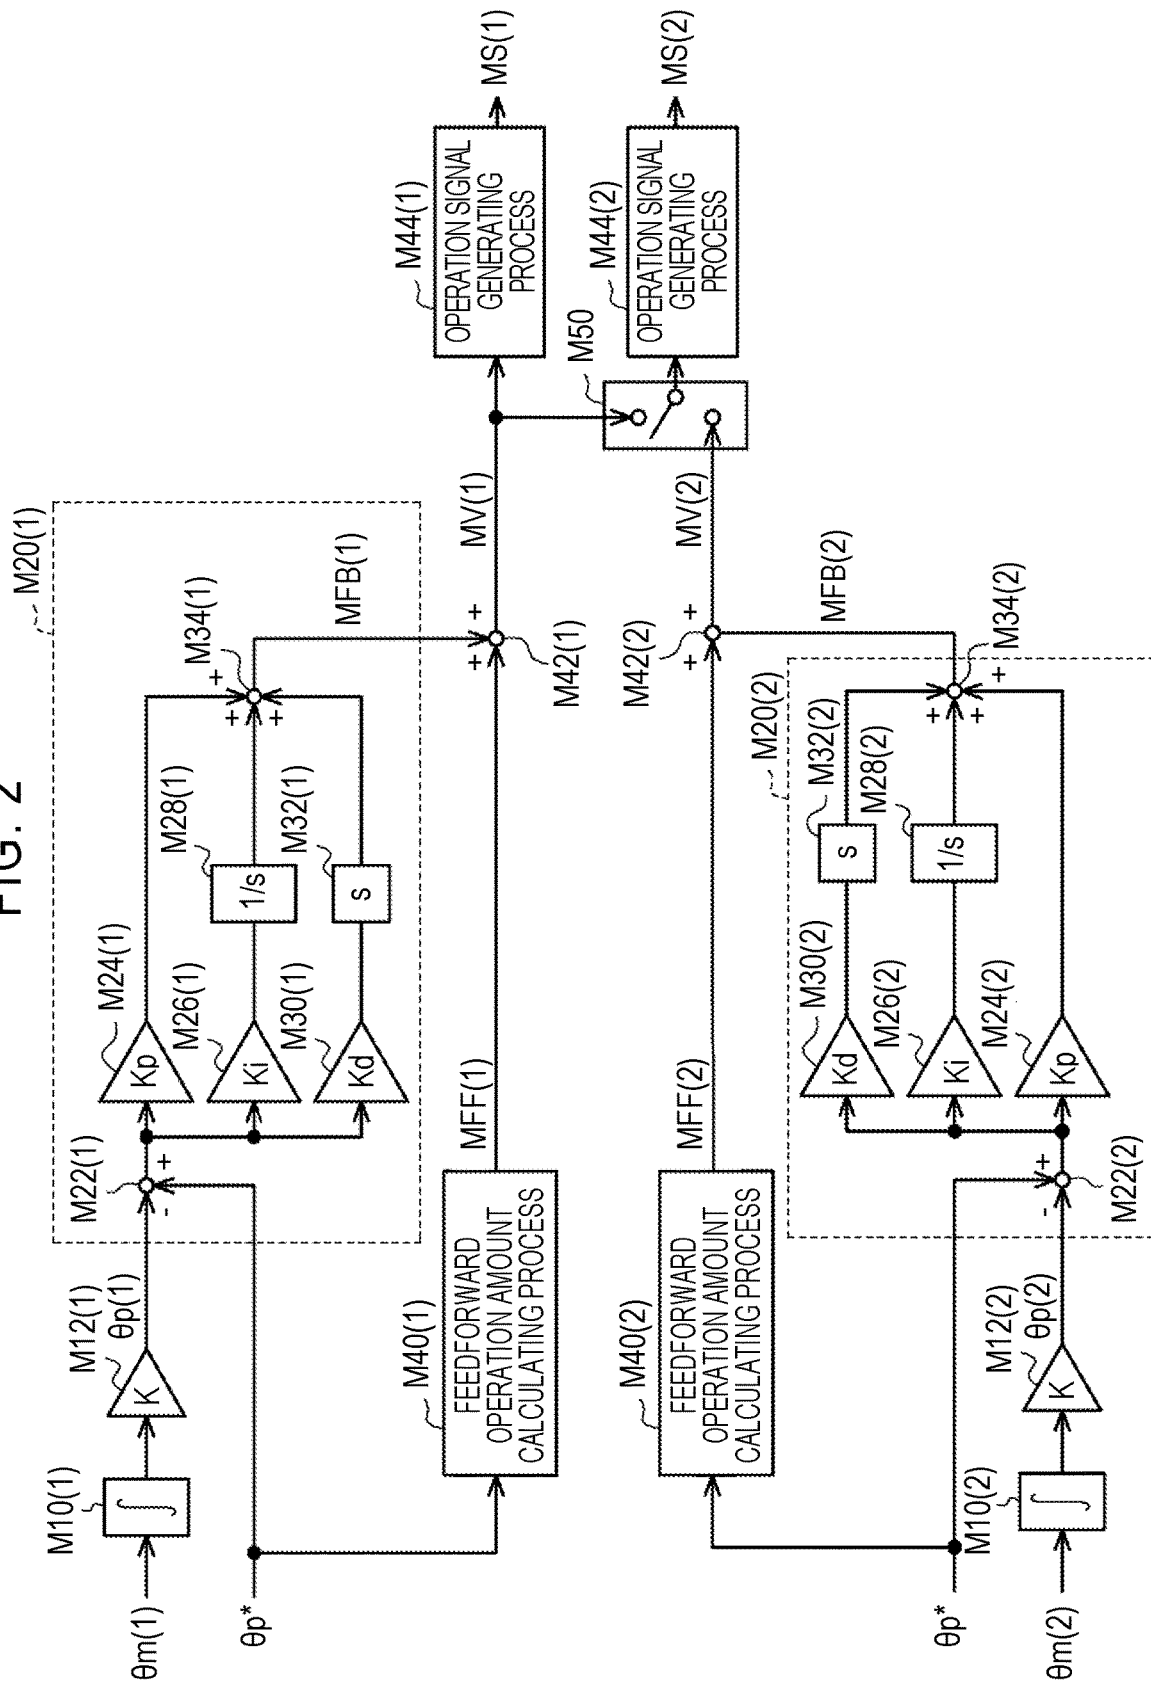 FIG. 2
M20(1)
M22(1)
M24(1)
Kp
M26(1)
Ki
M28(1)
1/s
M30(1)
Kd
M32(1)
s
M34(1)
+
+
+
+
-
M10(1)
∫
M12(1)
K
θp(1)
θm(1)
θp*
MFB(1)
M40(1)
FEEDFORWARD
OPERATION AMOUNT
CALCULATING PROCESS
MFF(1)
+
+
M42(1)
MV(1)
M44(1)
OPERATION SIGNAL
GENERATING
PROCESS
MS(1)
M50
M40(2)
FEEDFORWARD
OPERATION AMOUNT
CALCULATING PROCESS
MFF(2)
+
+
M42(2)
MV(2)
M44(2)
OPERATION SIGNAL
GENERATING
PROCESS
MS(2)
MFB(2)
M20(2)
M30(2)
Kd
M32(2)
s
M26(2)
Ki
M28(2)
1/s
M24(2)
Kp
M34(2)
+
+
+
M22(2)
+
-
θp*
M10(2)
∫
M12(2)
K
θp(2)
θm(2)